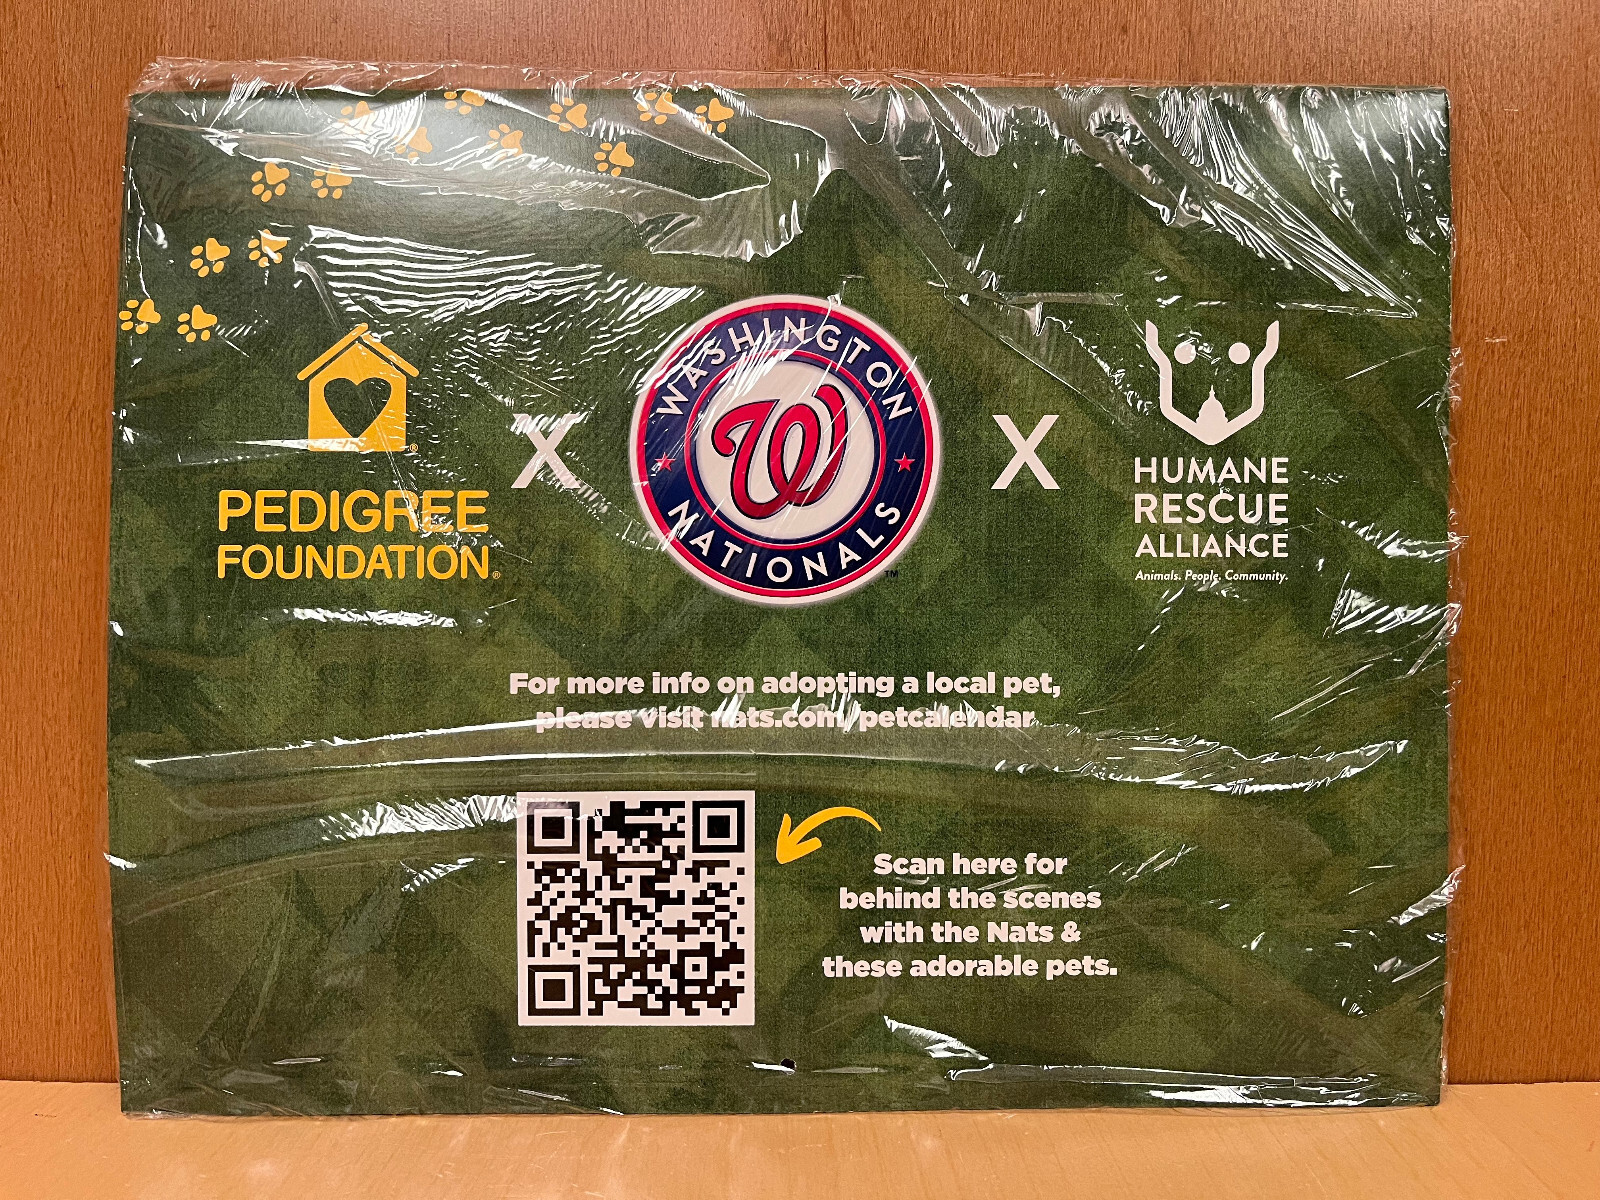 PEDIGREE
FOUNDATION®
X
WASHINGTON
W
NATIONALS
™
X
HUMANE
RESCUE
ALLIANCE
Animals. People. Community.
For more info on adopting a local pet,
please visit nats.com/petcalendar
Scan here for
behind the scenes
with the Nats &
these adorable pets.